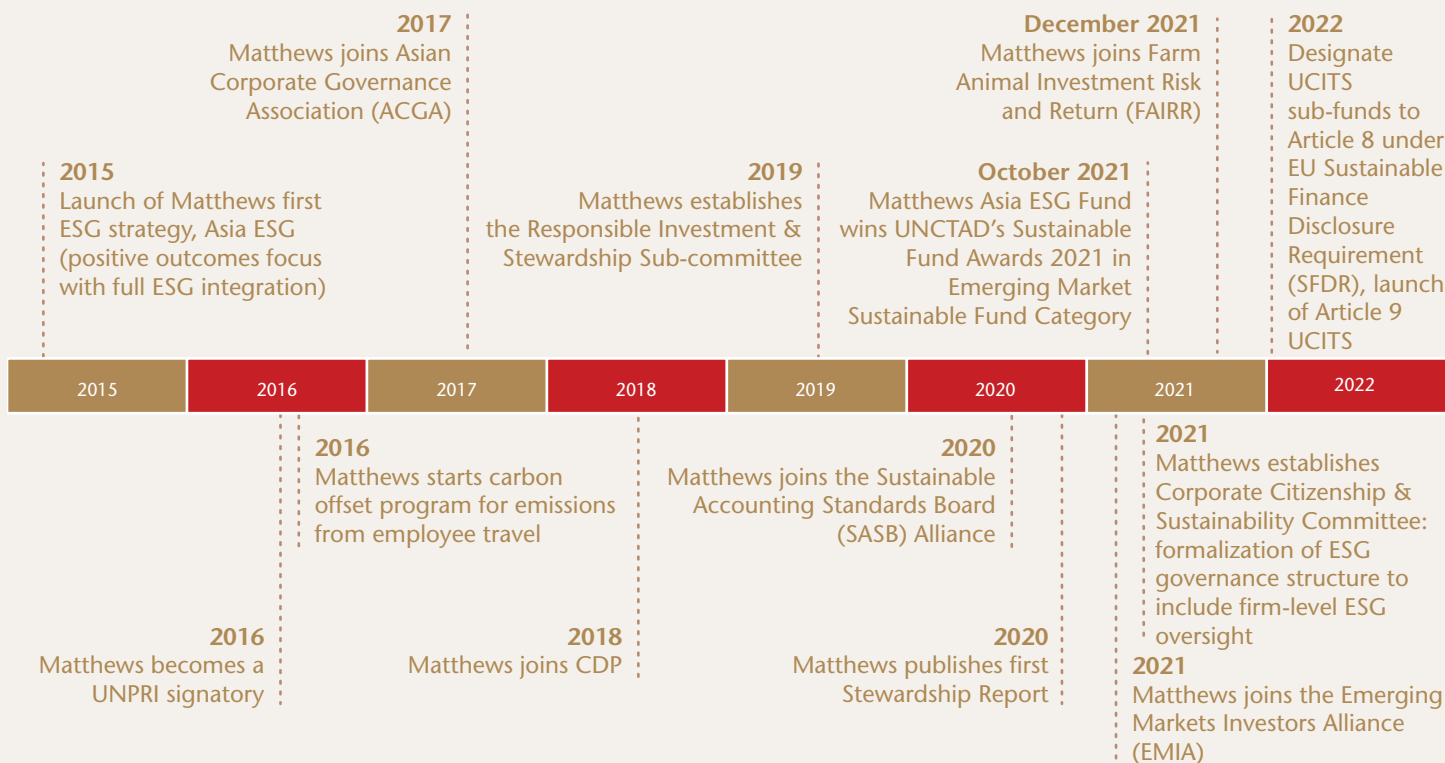 2017
Matthews joins Asian
Corporate Governance
Association (ACGA)
December 2021
Matthews joins Farm
Animal Investment Risk
and Return (FAIRR)
2022
Designate
UCITS
sub-funds to
Article 8 under
EU Sustainable
Finance
Disclosure
Requirement
(SFDR), launch
of Article 9
UCITS
2015
Launch of Matthews first
ESG strategy, Asia ESG
(positive outcomes focus
with full ESG integration)
2019
Matthews establishes
the Responsible Investment &
Stewardship Sub-committee
October 2021
Matthews Asia ESG Fund
wins UNCTAD’s Sustainable
Fund Awards 2021 in
Emerging Market
Sustainable Fund Category
2015
2016
2017
2018
2019
2020
2021
2022
2016
Matthews starts carbon
offset program for emissions
from employee travel
2020
Matthews joins the Sustainable
Accounting Standards Board
(SASB) Alliance
2021
Matthews establishes
Corporate Citizenship &
Sustainability Committee:
formalization of ESG
governance structure to
include firm-level ESG
oversight
2016
Matthews becomes a
UNPRI signatory
2018
Matthews joins CDP
2020
Matthews publishes first
Stewardship Report
2021
Matthews joins the Emerging
Markets Investors Alliance
(EMIA)